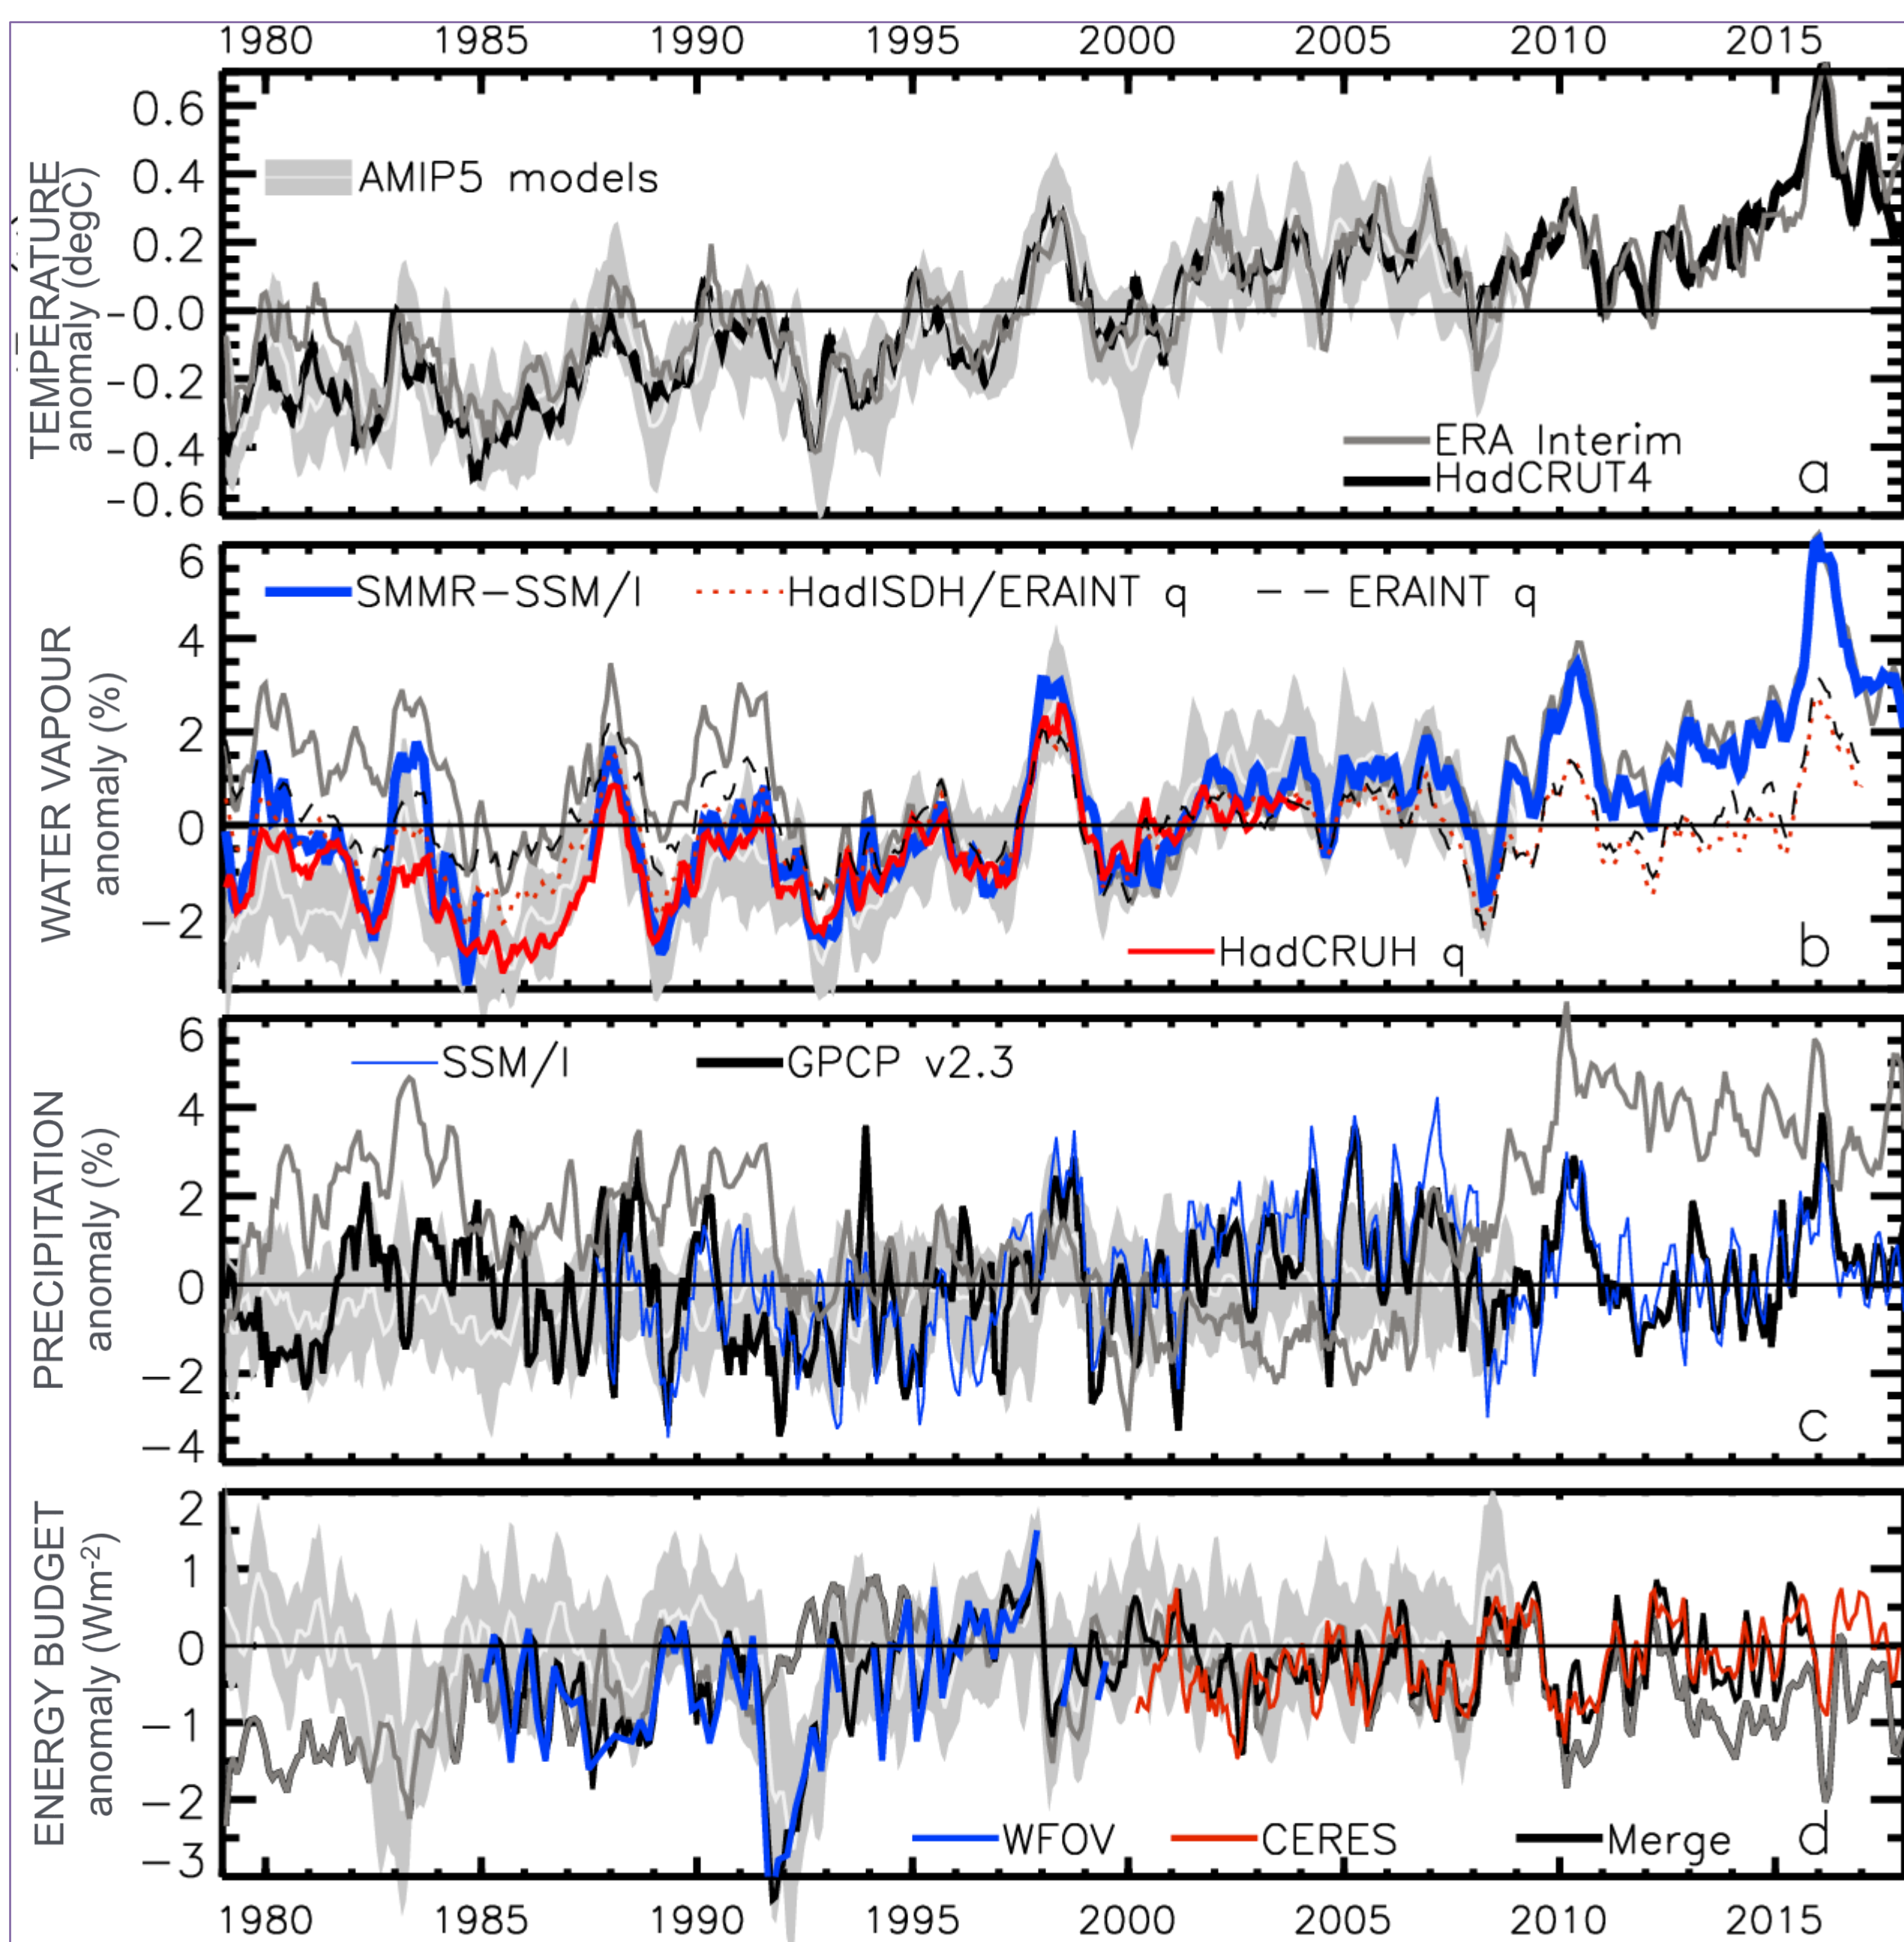 1980 1985 1990 1995 2000 2005 2010 2015
TEMPERATURE
anomaly (degC)
0.6
0.4
0.2
-0.0
-0.2
-0.4
-0.6
AMIP5 models
ERA Interim
HadCRUT4
a
WATER VAPOUR
anomaly (%)
6
4
2
0
−2
SMMR−SSM/I HadISDH/ERAINT q ERAINT q
HadCRUH q
b
PRECIPITATION
anomaly (%)
6
4
2
0
−2
−4
SSM/I GPCP v2.3
c
ENERGY BUDGET
anomaly (Wm-2)
2
1
0
−1
−2
−3
WFOV CERES Merge d
1980 1985 1990 1995 2000 2005 2010 2015